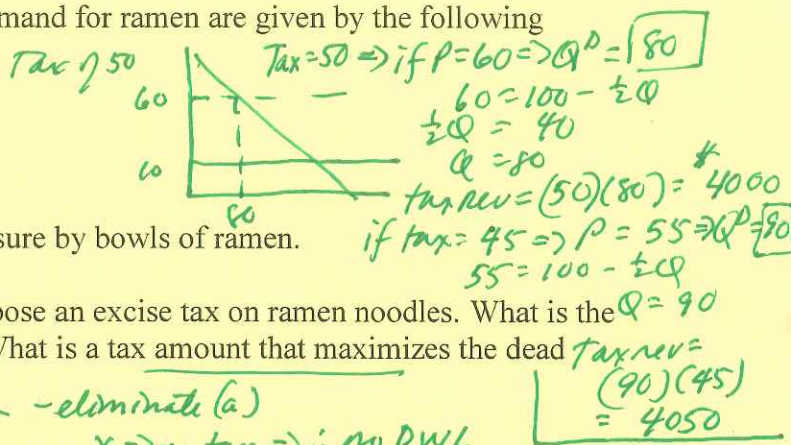 mand for ramen are given by the following
Tax of 50
Tax=50 => if P=60 => Q^D = 80
60
60 = 100 - ½Q
½Q = 40
Q = 80
10
80
tax rev = (50)(80) = $4000
sure by bowls of ramen.
if tax = 45 => P = 55 => Q^D = 90
55 = 100 - ½Q
Q = 90
ose an excise tax on ramen noodles. What is the
What is a tax amount that maximizes the dead
tax rev =
(90)(45)
= 4050
-eliminate (a)
=> no DWL